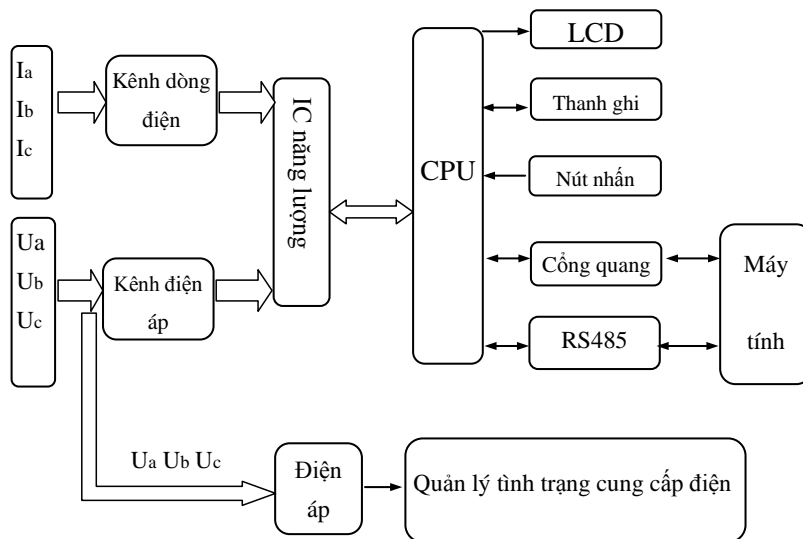 Ia
Ib
Ic
Kênh dòng
điện
IC năng lượng
CPU
LCD
Thanh ghi
Nút nhấn
Cổng quang
RS485
Máy
tính
Ua
Ub
Uc
Kênh điện
áp
Ua Ub Uc
Điện
áp
Quản lý tình trạng cung cấp điện